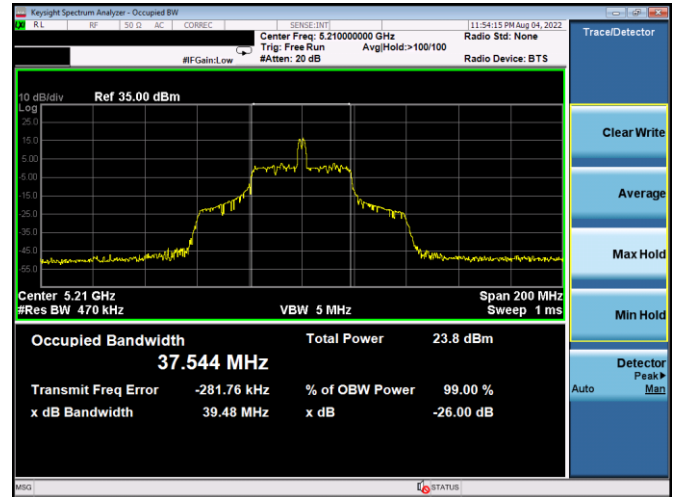 Keysight Spectrum Analyzer - Occupied BW
RL RF 50 Ω AC CORREC SENSE:INT 11:54:15 PM Aug 04, 2022
Center Freq: 5.210000000 GHz Radio Std: None
Trig: Free Run Avg|Hold:>100/100
#IFGain:Low #Atten: 20 dB Radio Device: BTS
10 dB/div Ref 35.00 dBm
Log
25.0
15.0
5.00
-5.00
-15.0
-25.0
-35.0
-45.0
-55.0
Center 5.21 GHz Span 200 MHz
#Res BW 470 kHz VBW 5 MHz Sweep 1 ms
Occupied Bandwidth Total Power 23.8 dBm
37.544 MHz
Transmit Freq Error -281.76 kHz % of OBW Power 99.00 %
x dB Bandwidth 39.48 MHz x dB -26.00 dB
MSG STATUS
Trace/Detector
Clear Write
Average
Max Hold
Min Hold
Detector
Peak▶
Auto Man